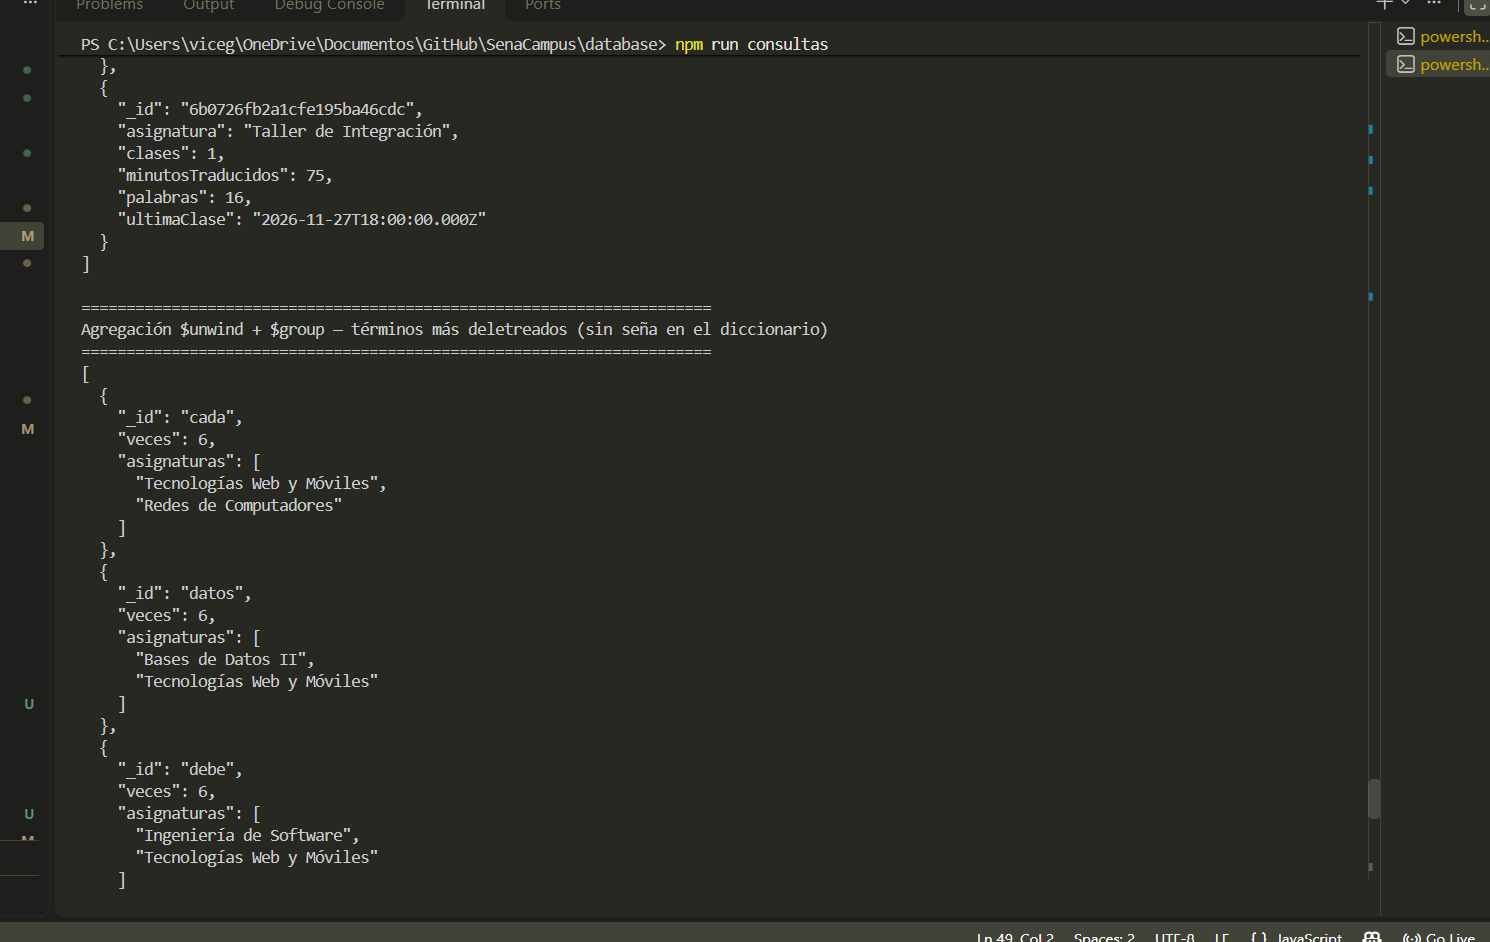 Problems Output Debug Console Terminal Ports
PS C:\Users\viceg\OneDrive\Documentos\GitHub\SenaCampus\database> npm run consultas
},
{
"_id": "6b0726fb2a1cfe195ba46cdc",
"asignatura": "Taller de Integración",
"clases": 1,
"minutosTraducidos": 75,
"palabras": 16,
"ultimaClase": "2026-11-27T18:00:00.000Z"
}
]
======================================================================
Agregación $unwind + $group — términos más deletreados (sin seña en el diccionario)
======================================================================
[
{
"_id": "cada",
"veces": 6,
"asignaturas": [
"Tecnologías Web y Móviles",
"Redes de Computadores"
]
},
{
"_id": "datos",
"veces": 6,
"asignaturas": [
"Bases de Datos II",
"Tecnologías Web y Móviles"
]
},
{
"_id": "debe",
"veces": 6,
"asignaturas": [
"Ingeniería de Software",
"Tecnologías Web y Móviles"
]
powersh...
powersh...
M
M
U
U
M
Ln 49, Col 2 Spaces: 2 UTF-8 LF { } JavaScript Go Live